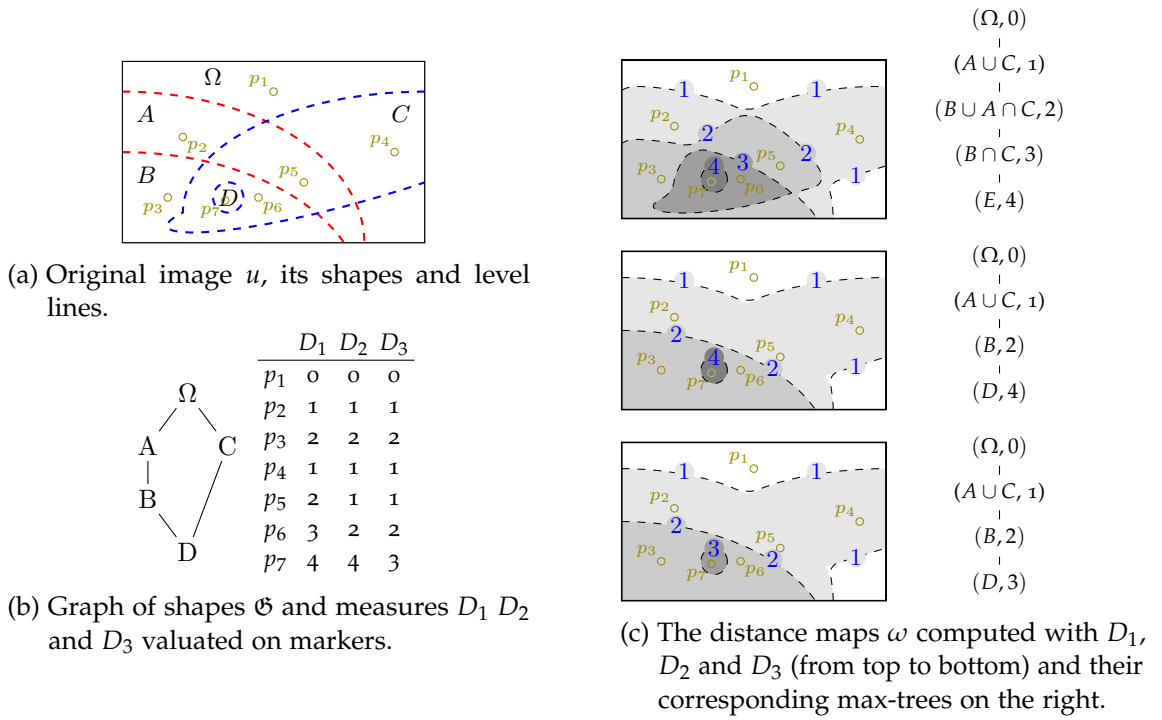 Ω
p1
A
C
p2
p4
B
p5
p3
D
p7
p6
(a) Original image u, its shapes and level
lines.
Ω
A
C
B
D
D1 D2 D3
p1 0 0 0
p2 1 1 1
p3 2 2 2
p4 1 1 1
p5 2 1 1
p6 3 2 2
p7 4 4 3
(b) Graph of shapes 𝔊 and measures D1 D2
and D3 valuated on markers.
p1
1
1
p2
2
p4
p3
4
3
p5
2
1
p7
p6
(Ω, 0)
(A ∪ C, 1)
(B ∪ A ∩ C, 2)
(B ∩ C, 3)
(E, 4)
p1
1
1
p2
2
p4
p3
4
p5
2
1
p7
p6
(Ω, 0)
(A ∪ C, 1)
(B, 2)
(D, 4)
p1
1
1
p2
2
p4
p3
3
p5
2
1
p7
p6
(Ω, 0)
(A ∪ C, 1)
(B, 2)
(D, 3)
(c) The distance maps ω computed with D1,
D2 and D3 (from top to bottom) and their
corresponding max-trees on the right.